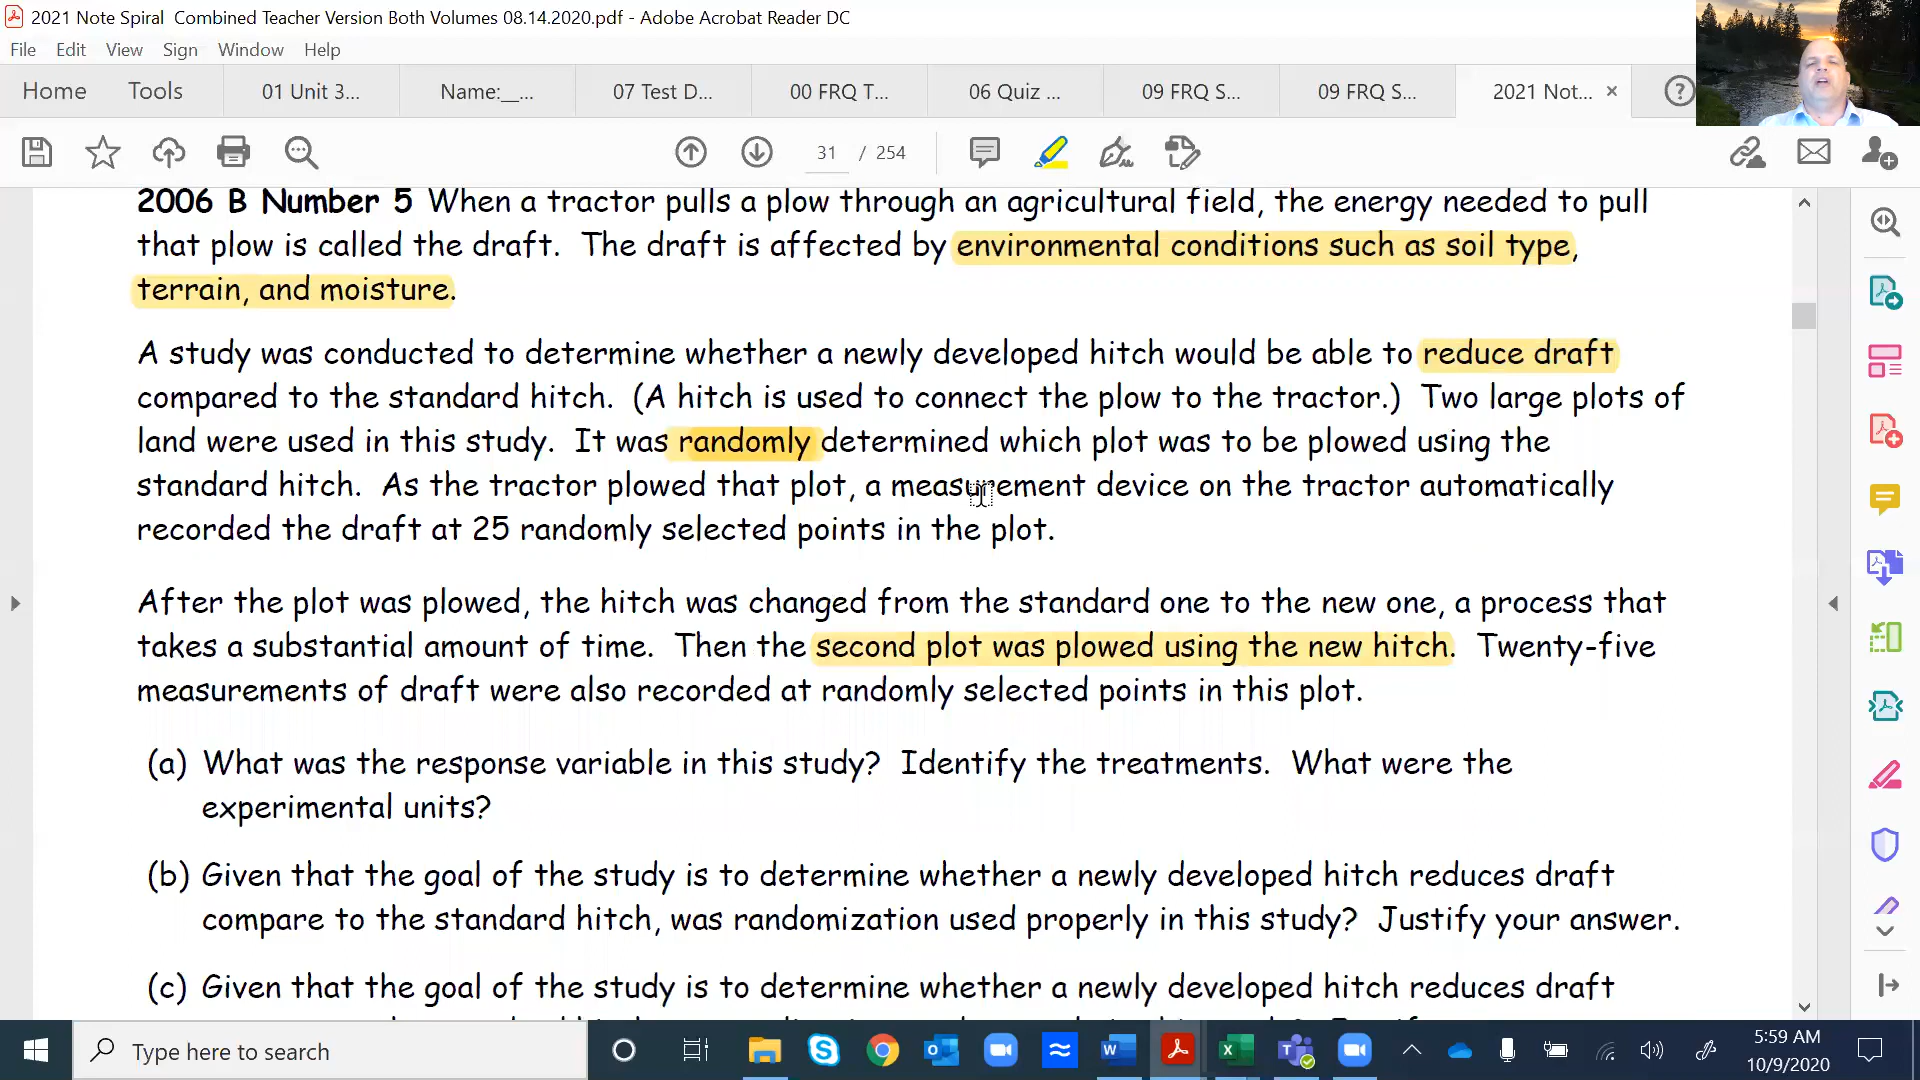 2021 Note Spiral  Combined Teacher Version Both Volumes 08.14.2020.pdf - Adobe Acrobat Reader DC
File Edit View Sign Window Help
Home Tools 01 Unit 3... Name:__... 07 Test D... 00 FRQ T... 06 Quiz ... 09 FRQ S... 09 FRQ S... 2021 Not... ×
31 / 254
2006 B Number 5 When a tractor pulls a plow through an agricultural field, the energy needed to pull
that plow is called the draft.  The draft is affected by environmental conditions such as soil type,
terrain, and moisture.
A study was conducted to determine whether a newly developed hitch would be able to reduce draft
compared to the standard hitch.  (A hitch is used to connect the plow to the tractor.)  Two large plots of
land were used in this study.  It was randomly determined which plot was to be plowed using the
standard hitch.  As the tractor plowed that plot, a measurement device on the tractor automatically
recorded the draft at 25 randomly selected points in the plot.
After the plot was plowed, the hitch was changed from the standard one to the new one, a process that
takes a substantial amount of time.  Then the second plot was plowed using the new hitch.  Twenty-five
measurements of draft were also recorded at randomly selected points in this plot.
(a) What was the response variable in this study?  Identify the treatments.  What were the
experimental units?
(b) Given that the goal of the study is to determine whether a newly developed hitch reduces draft
compare to the standard hitch, was randomization used properly in this study?  Justify your answer.
(c) Given that the goal of the study is to determine whether a newly developed hitch reduces draft
Type here to search
5:59 AM
10/9/2020